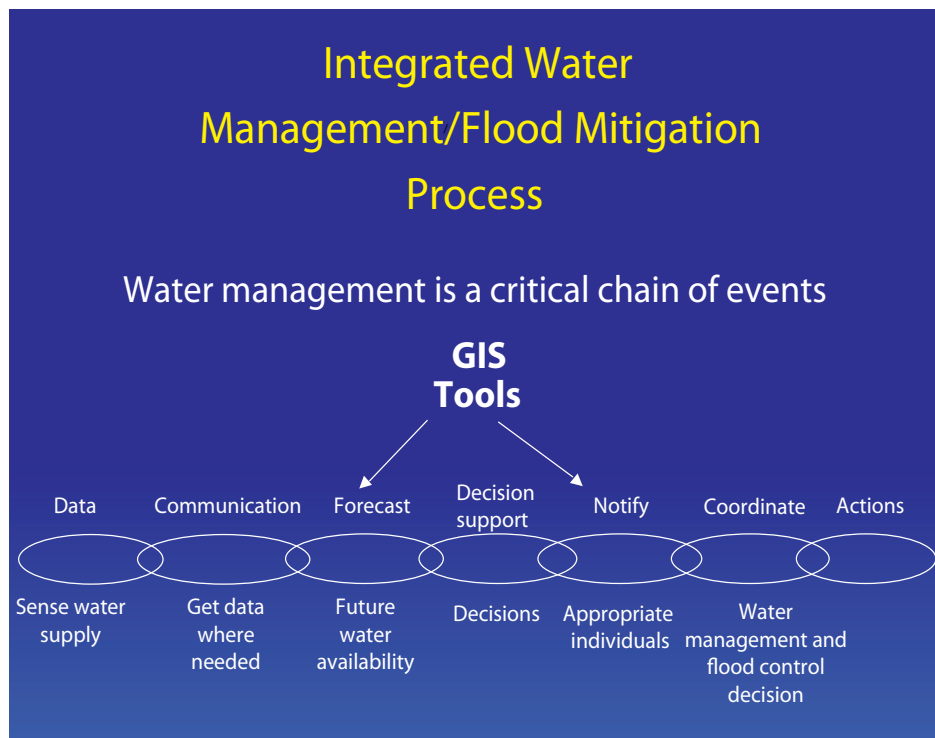 Integrated Water
Management/Flood Mitigation
Process
Water management is a critical chain of events
GIS
Tools
Data
Communication
Forecast
Decision
support
Notify
Coordinate
Actions
Sense water
supply
Get data
where
needed
Future
water
availability
Decisions
Appropriate
individuals
Water
management and
flood control
decision